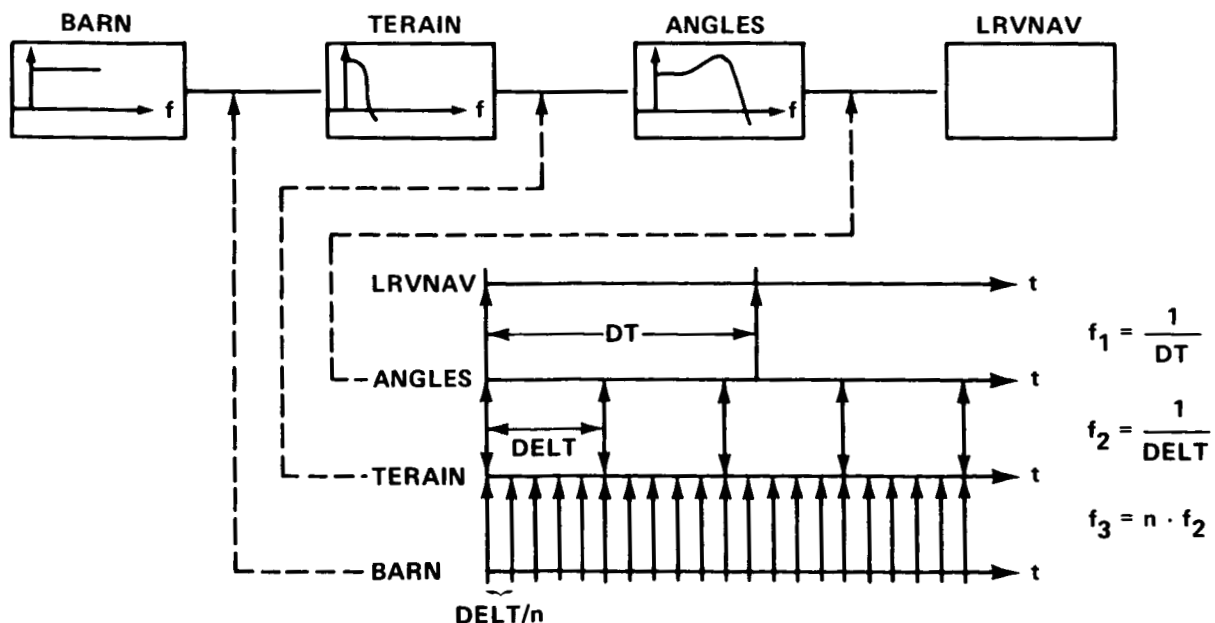 BARN TERAIN ANGLES LRVNAV
f f f
LRVNAV t
DT
f₁ = 1/DT
ANGLES t
DELT
f₂ = 1/DELT
TERAIN t
f₃ = n · f₂
BARN t
DELT/n